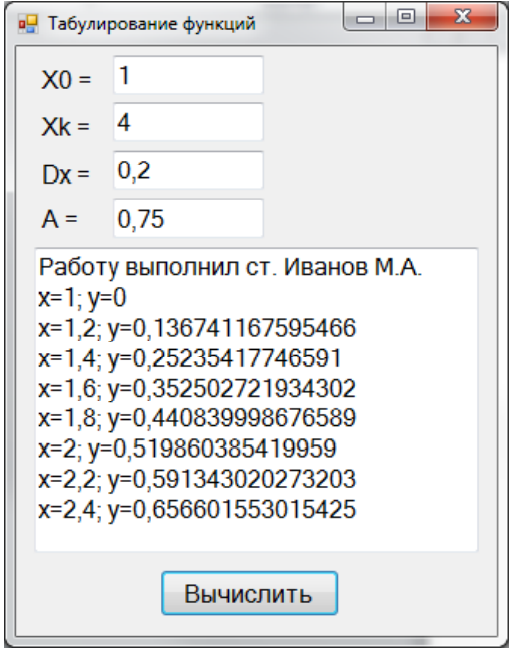 Табулирование функций
X0 = 1
Xk = 4
Dx = 0,2
A = 0,75
Работу выполнил ст. Иванов М.А.
x=1; y=0
x=1,2; y=0,136741167595466
x=1,4; y=0,25235417746591
x=1,6; y=0,352502721934302
x=1,8; y=0,440839998676589
x=2; y=0,519860385419959
x=2,2; y=0,591343020273203
x=2,4; y=0,656601553015425
Вычислить